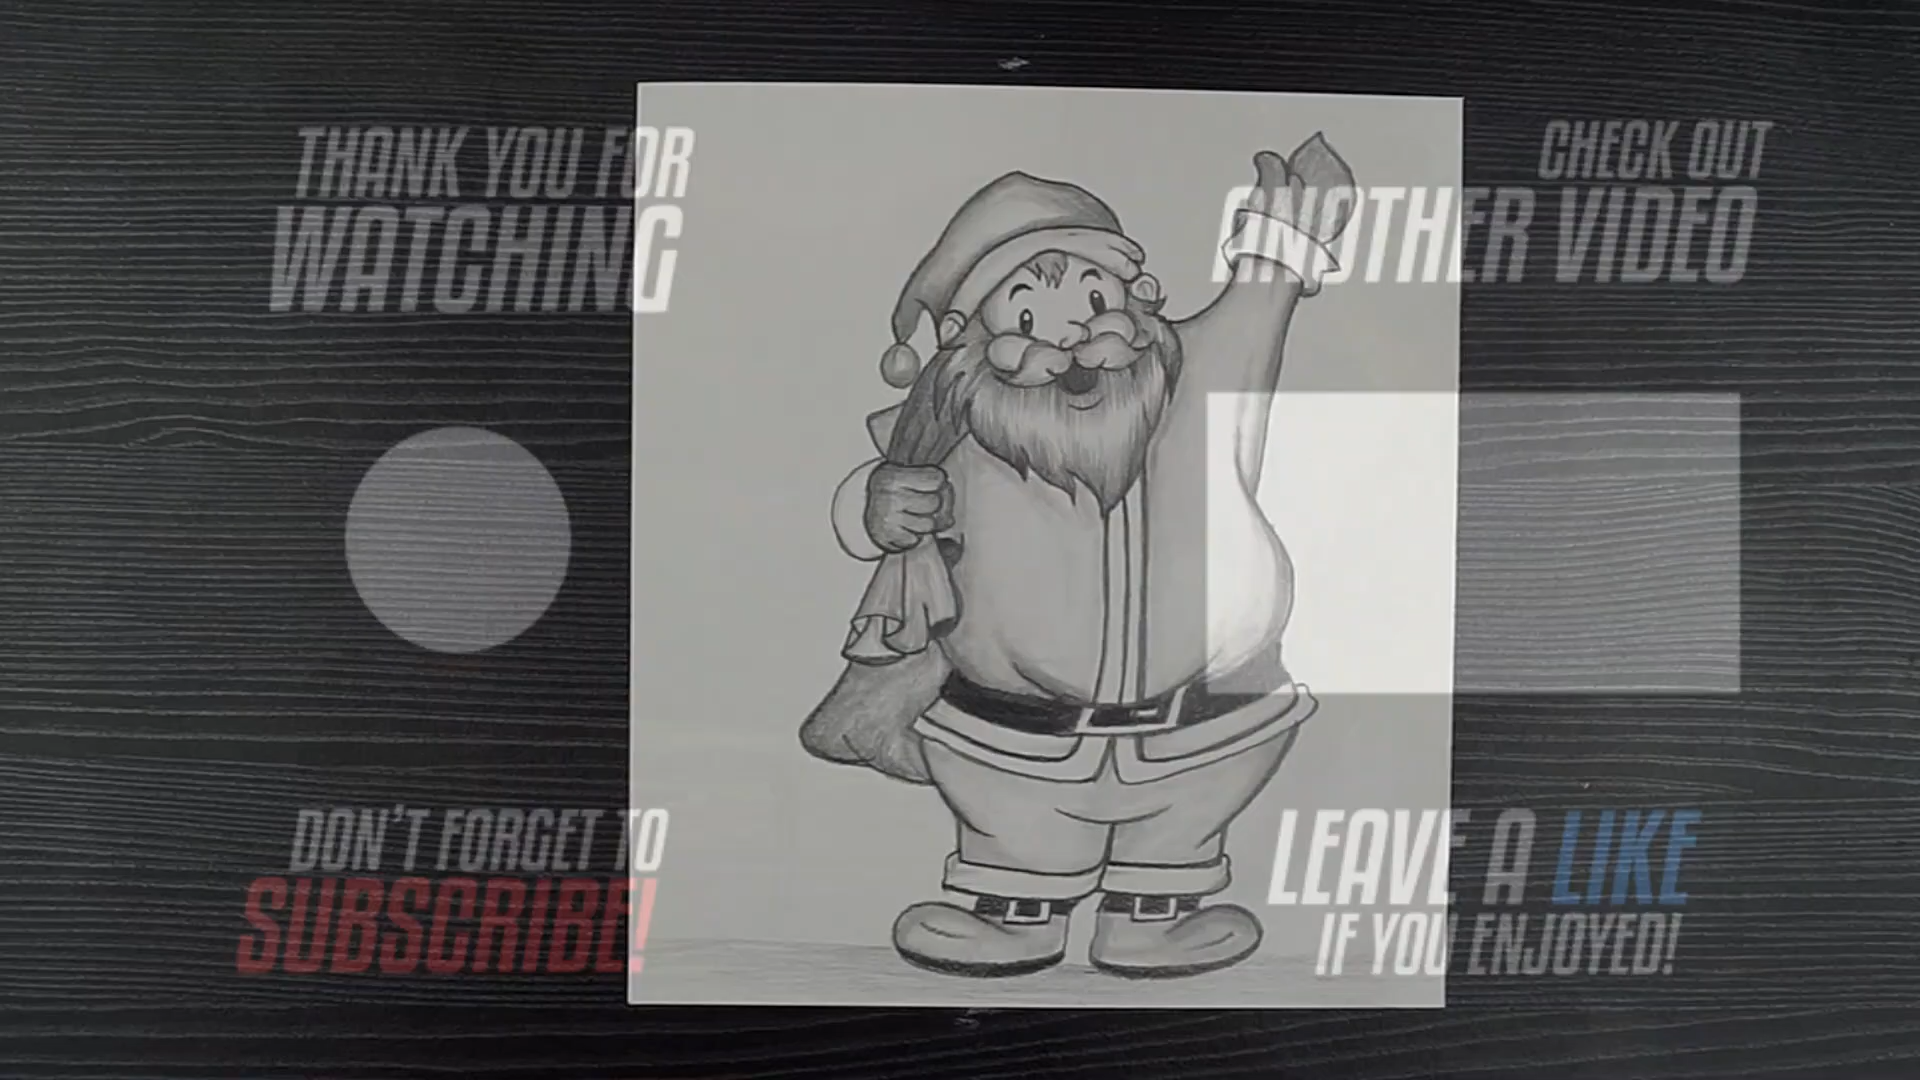 THANK YOU FOR
WATCHING
CHECK OUT
ANOTHER VIDEO
DON'T FORGET TO
SUBSCRIBE!
LEAVE A LIKE
IF YOU ENJOYED!